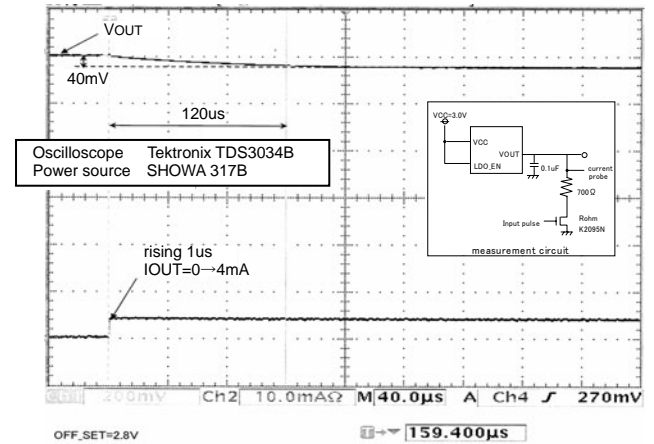 VOUT
40mV
120us
Oscilloscope Tektronix TDS3034B
Power source SHOWA 317B
VCC=3.0V
VCC
VOUT
LDO_EN
0.1uF
current
probe
700Ω
Input pulse
Rohm
K2095N
measurement circuit
rising 1us
IOUT=0→4mA
200mV Ch2 10.0mAΩ M 40.0µs A Ch4 ʃ 270mV
OFF_SET=2.8V
159.400µs